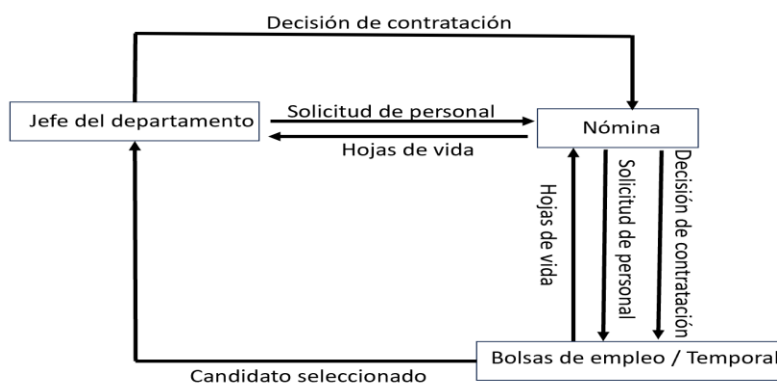 Decisión de contratación
Jefe del departamento
Solicitud de personal
Hojas de vida
Nómina
Hojas de vida
Solicitud de personal
Decisión de contratación
Bolsas de empleo / Temporal
Candidato seleccionado